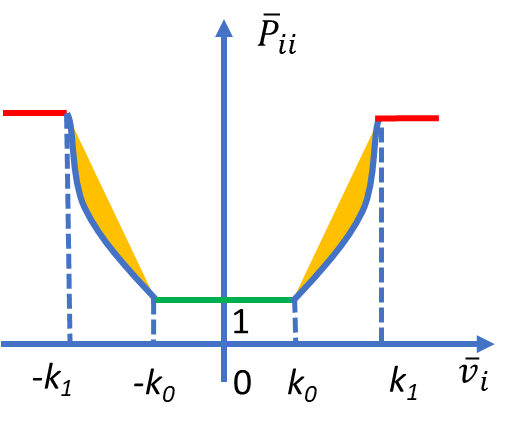 P̄ᵢᵢ
1
-k₁ -k₀ 0 k₀ k₁ v̄ᵢ